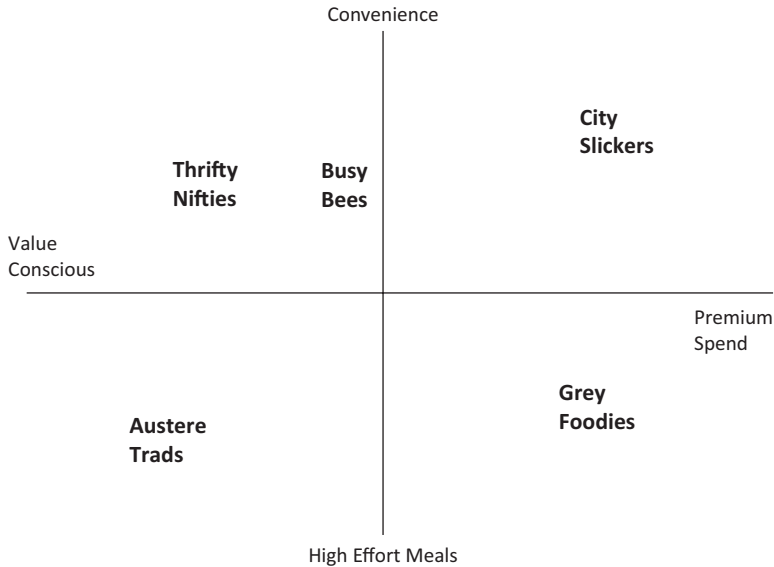 Convenience
City
Slickers
Thrifty
Nifties
Busy
Bees
Value
Conscious
Premium
Spend
Grey
Foodies
Austere
Trads
High Effort Meals